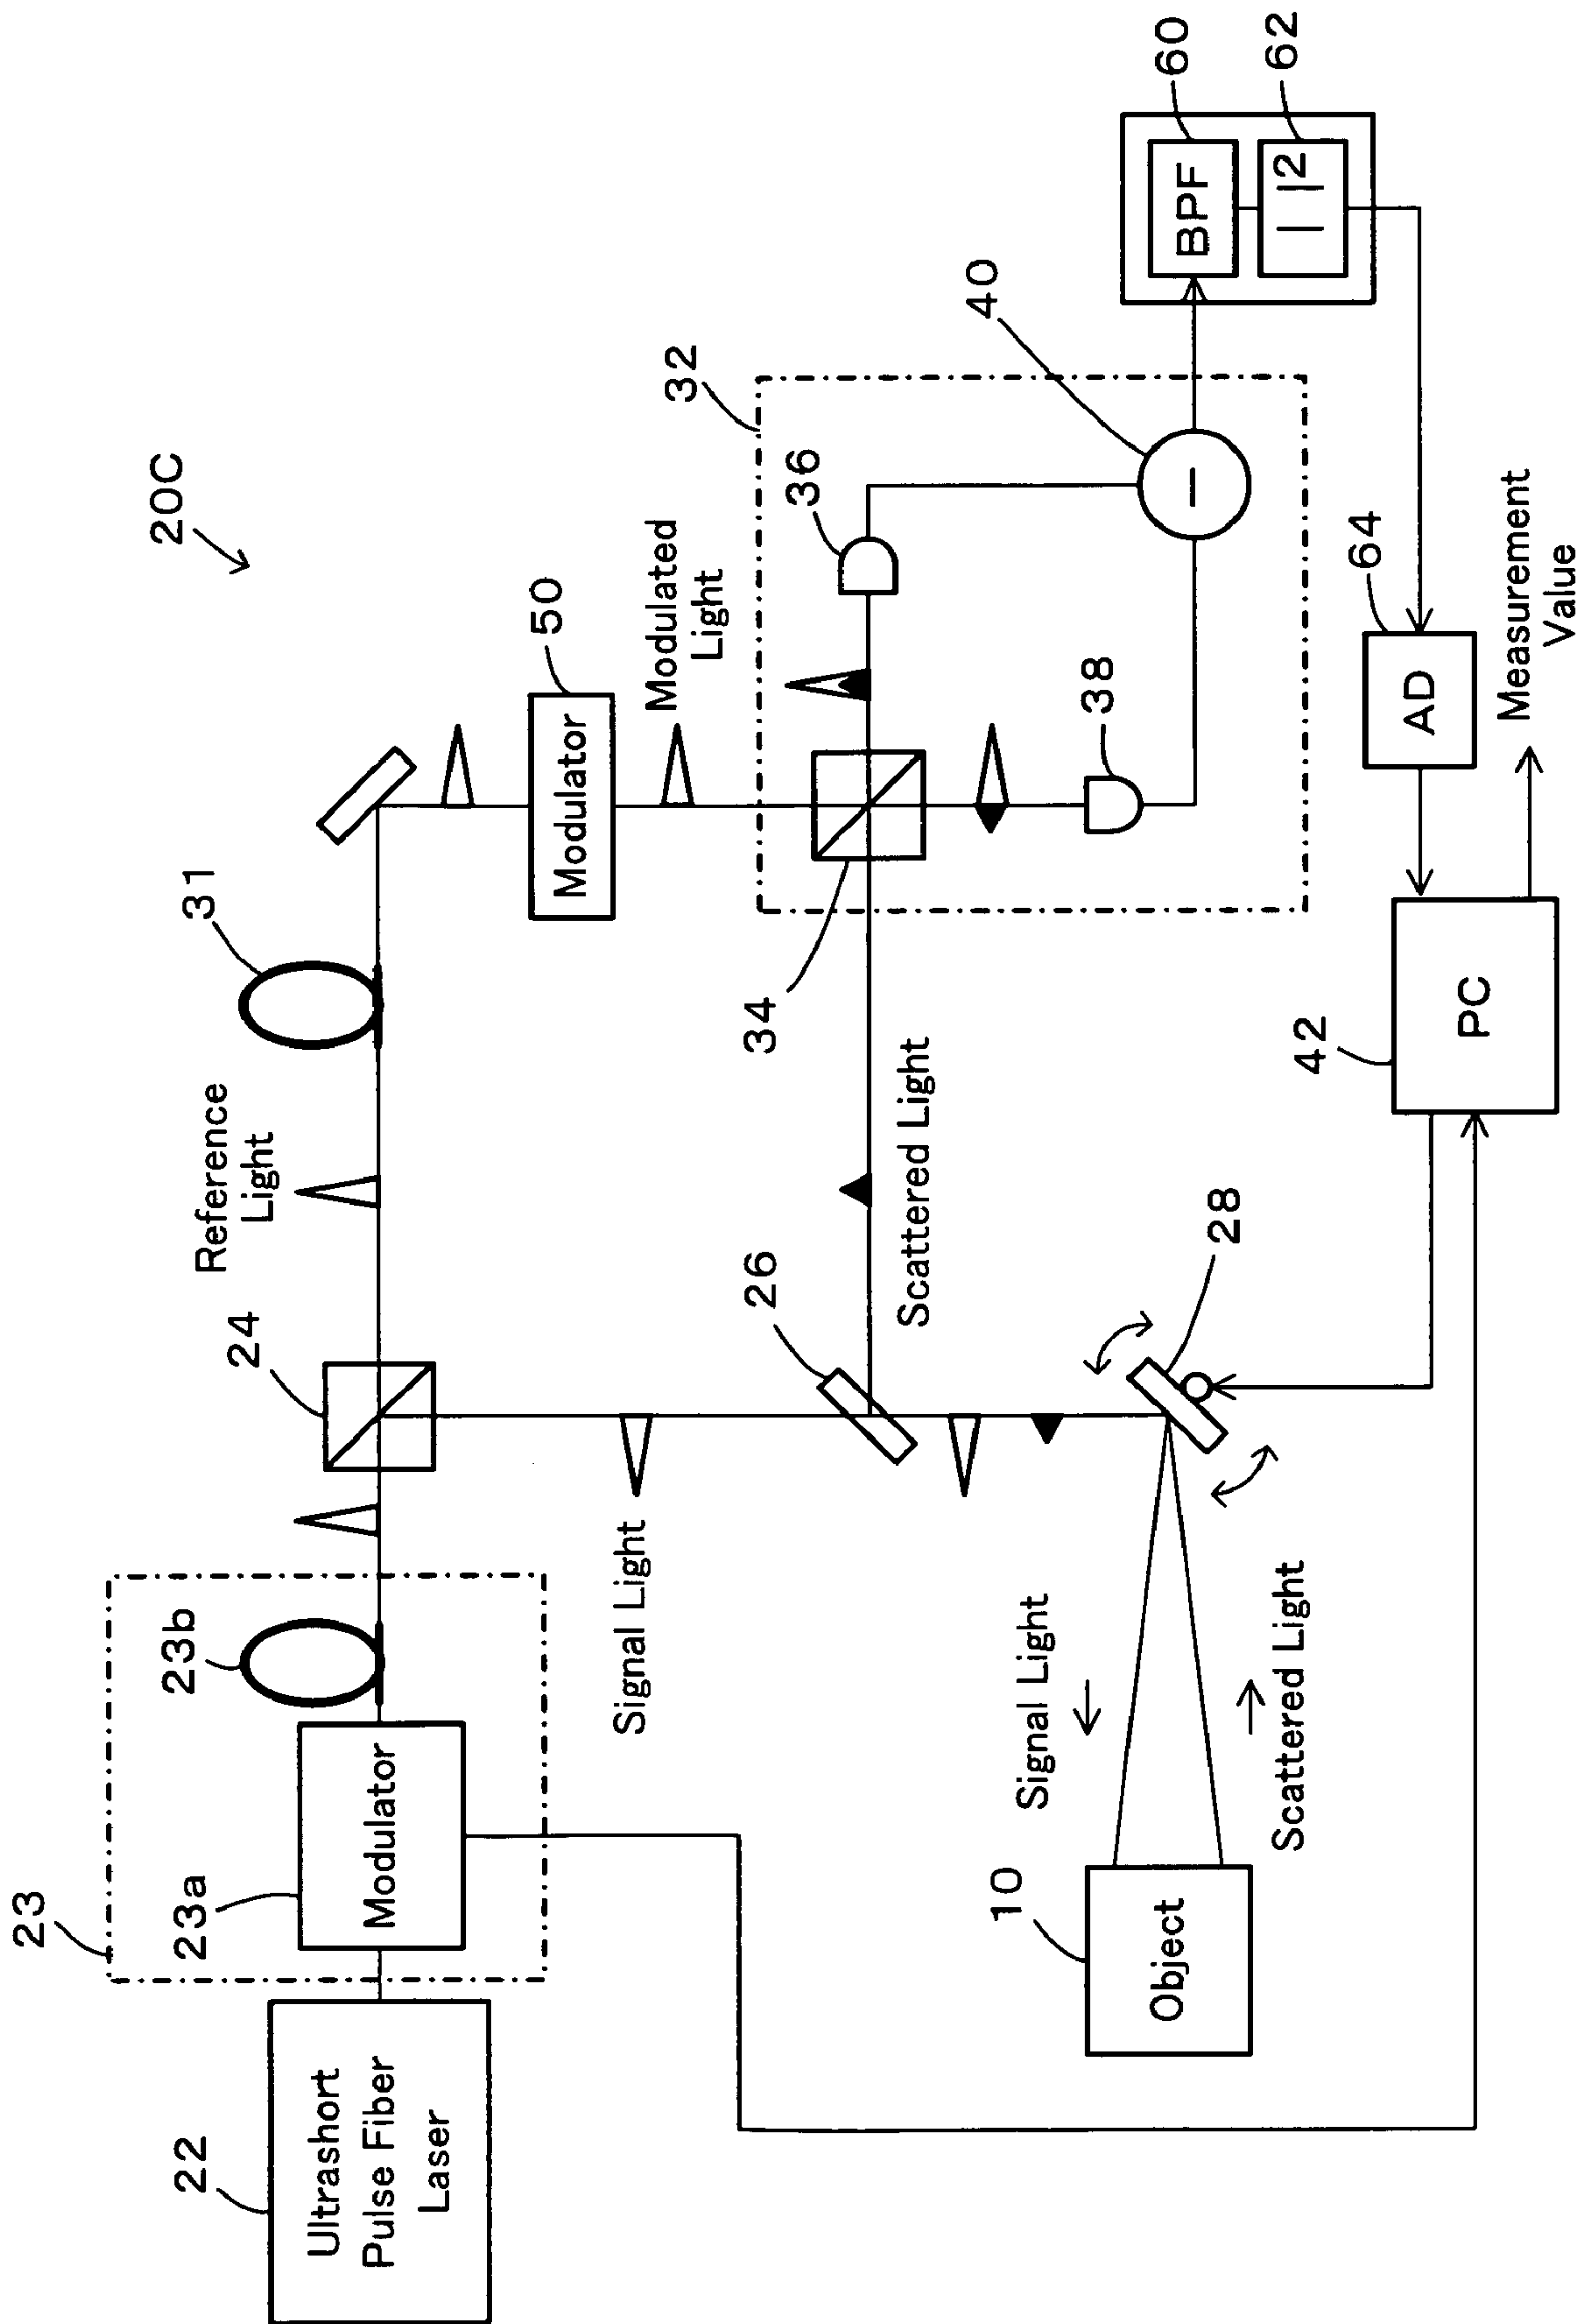 20C
22
Ultrashort
Pulse Fiber
Laser
23
23a
Modulator
23b
24
Reference
Light
31
50
Modulator
Modulated
Light
Signal Light
26
Scattered Light
32
34
36
38
40
60
BPF
62
| |2
10
Object
Signal Light
Scattered Light
28
42
PC
64
AD
Measurement
Value